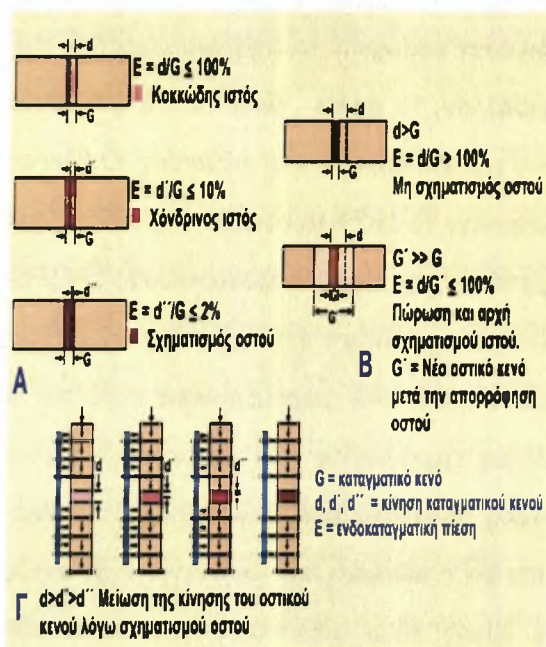 d
E = d/G ≤ 100%
Κοκκώδης ιστός
G
d´
E = d´/G ≤ 10%
Χόνδρινος ιστός
G
d´´
E = d´´/G ≤ 2%
Σχηματισμός οστού
G
A
d
d>G
E = d/G > 100%
Μη σχηματισμός οστού
G
d
G´ >> G
E = d/G´ ≤ 100%
Πώρωση και αρχή
σχηματισμού ιστού.
G´ = Νέο οστικό κενό
μετά την απορρόφηση
οστού
G
G´
B
d
d´
d´´
G = καταγματικό κενό
d, d´, d´´ = κίνηση καταγματικού κενού
E = ενδοκαταγματική πίεση
Γ
d>d´>d´´ Μείωση της κίνησης του οστικού
κενού λόγω σχηματισμού οστού